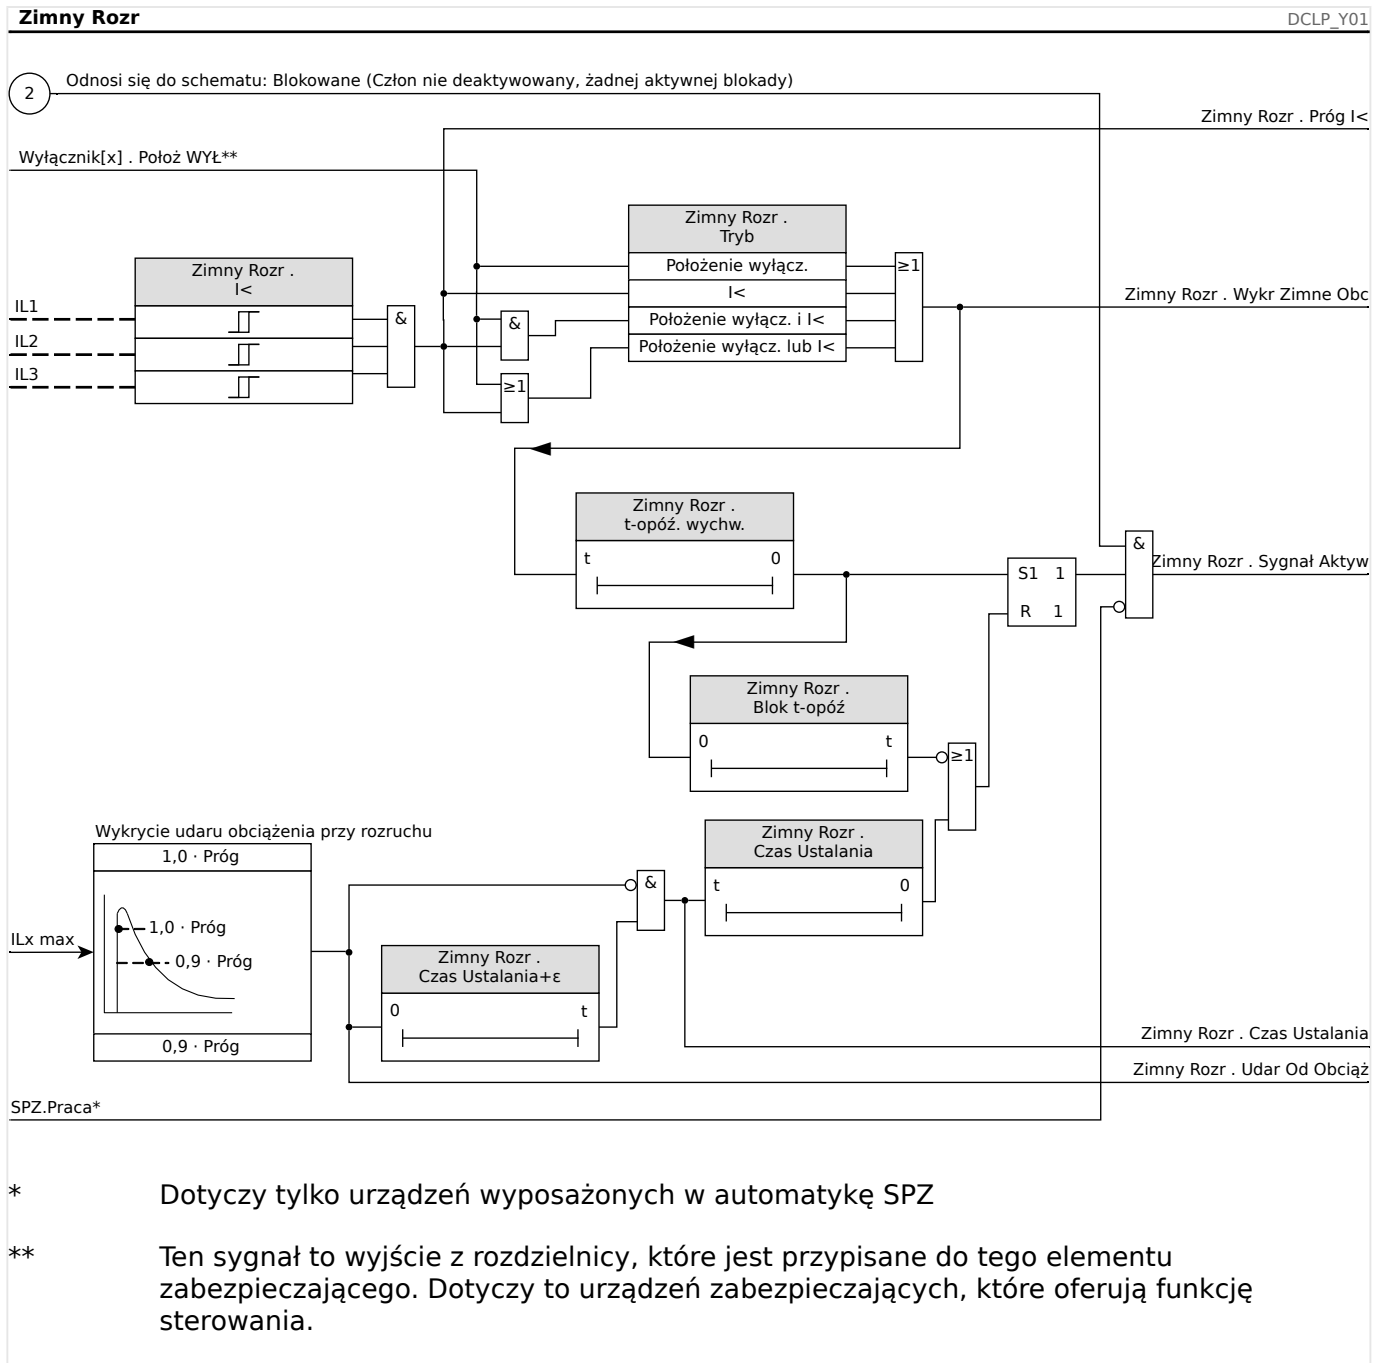 Zimny Rozr
DCLP_Y01
2
Odnosi się do schematu: Blokowane (Człon nie deaktywowany, żadnej aktywnej blokady)
Zimny Rozr . Próg I<
Wyłącznik[x] . Położ WYŁ**
Zimny Rozr .
Tryb
Położenie wyłącz.
I<
Położenie wyłącz. i I<
Położenie wyłącz. lub I<
≥1
Zimny Rozr .
I<
IL1
IL2
IL3
&
&
≥1
Zimny Rozr . Wykr Zimne Obc
Zimny Rozr .
t-opóź. wychw.
t 0
S1 1
R 1
&
Zimny Rozr . Sygnał Aktyw
Zimny Rozr .
Blok t-opóź
0 t
≥1
Wykrycie udaru obciążenia przy rozruchu
1,0 · Próg
1,0 · Próg
0,9 · Próg
0,9 · Próg
ILx max
&
Zimny Rozr .
Czas Ustalania
t 0
Zimny Rozr .
Czas Ustalania+ε
0 t
Zimny Rozr . Czas Ustalania
Zimny Rozr . Udar Od Obciąż
SPZ.Praca*
* Dotyczy tylko urządzeń wyposażonych w automatykę SPZ
** Ten sygnał to wyjście z rozdzielnicy, które jest przypisane do tego elementu
zabezpieczającego. Dotyczy to urządzeń zabezpieczających, które oferują funkcję
sterowania.